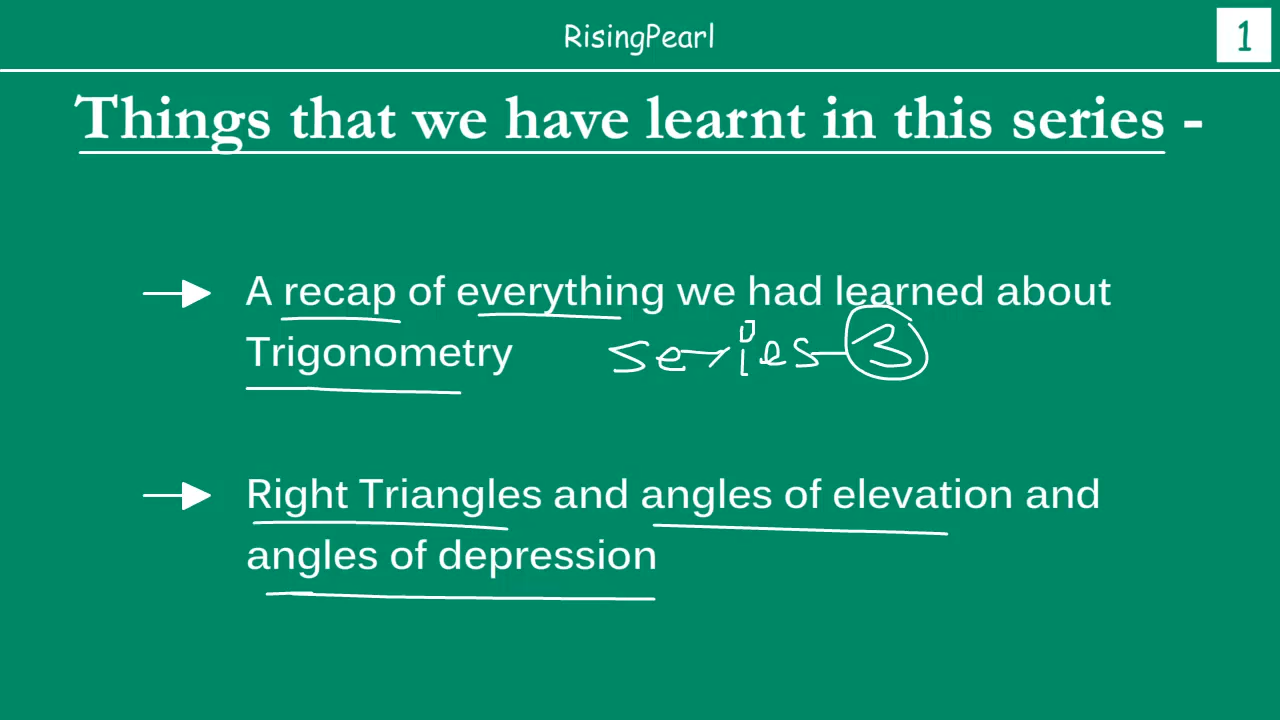 RisingPearl
1
Things that we have learnt in this series -
A recap of everything we had learned about
Trigonometry
series-3
Right Triangles and angles of elevation and
angles of depression